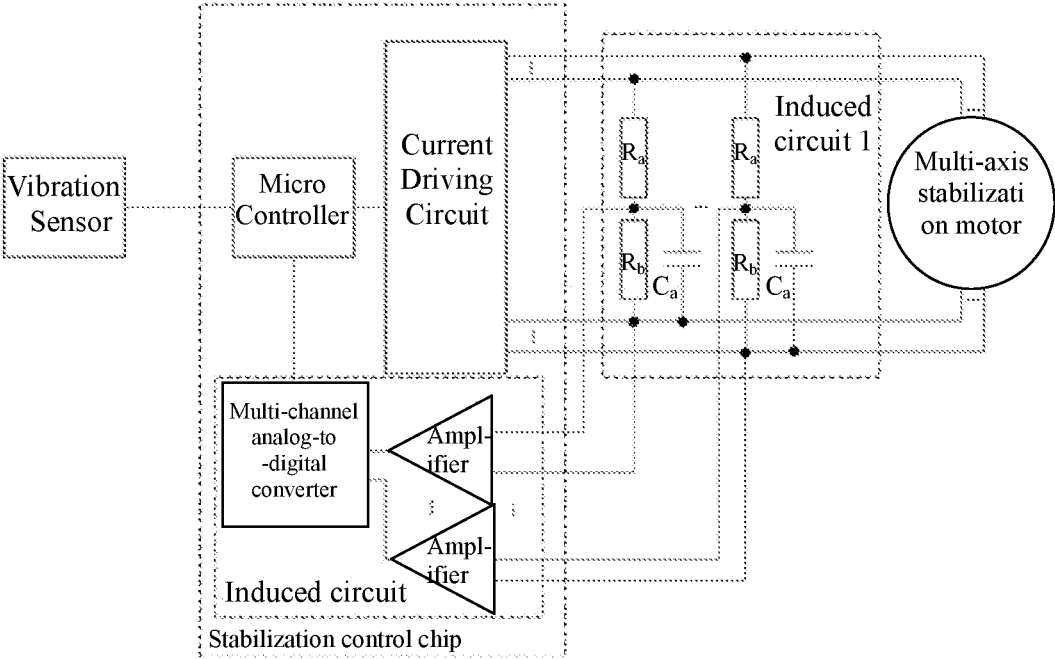 Vibration
Sensor
Micro
Controller
Current
Driving
Circuit
Induced
circuit 1
Ra
Ra
Rb
Rb
Ca
Ca
Multi-axis
stabilizati
on motor
Multi-channel
analog-to
-digital
converter
Ampl-
ifier
Ampl-
ifier
Induced circuit
Stabilization control chip